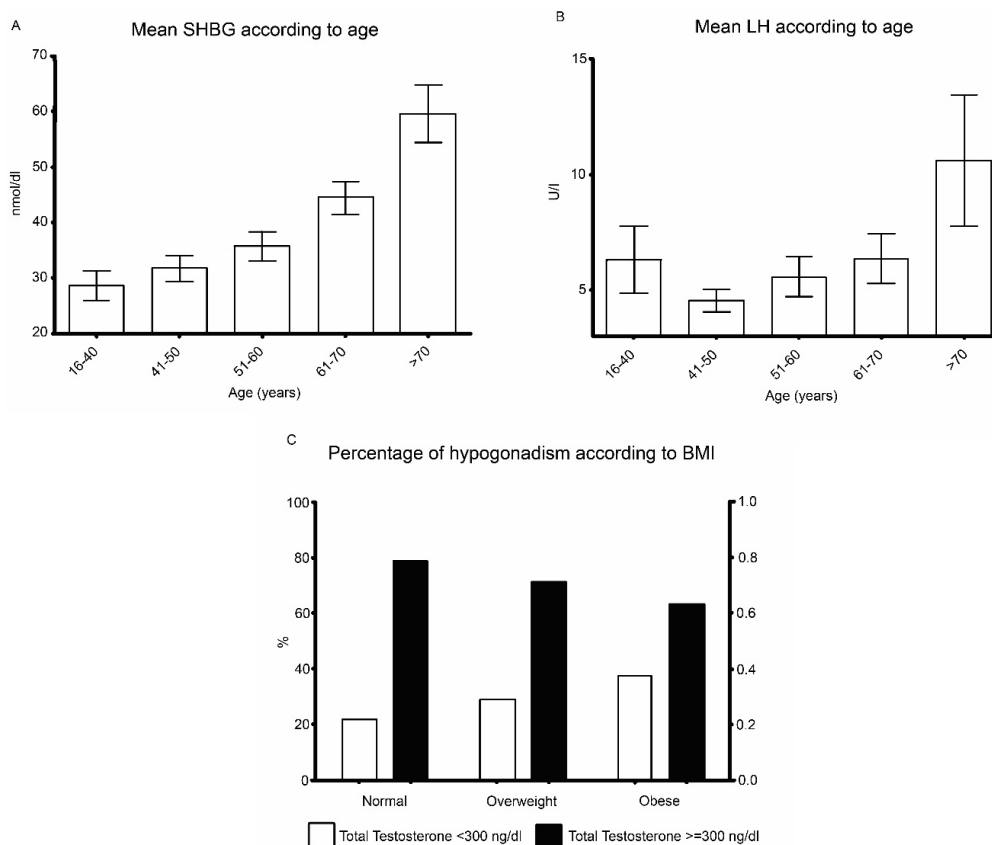 A
Mean SHBG according to age
70
60
50
40
30
20
nmol/dl
16-40
41-50
51-60
61-70
>70
Age (years)
B
Mean LH according to age
15
10
5
U/l
16-40
41-50
51-60
61-70
>70
Age (years)
C
Percentage of hypogonadism according to BMI
100
80
60
40
20
0
%
1.0
0.8
0.6
0.4
0.2
0.0
Normal
Overweight
Obese
Total Testosterone <300 ng/dl
Total Testosterone >=300 ng/dl